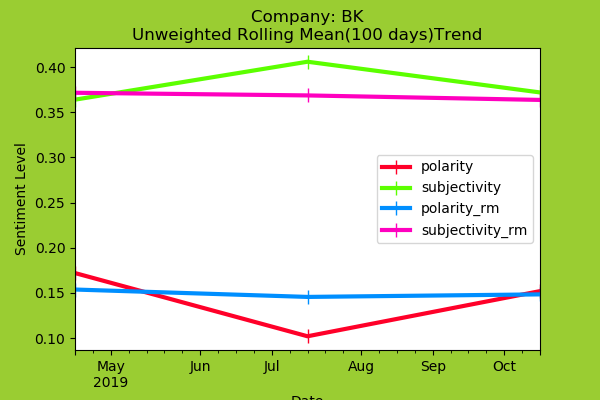 Company: BK
Unweighted Rolling Mean(100 days)Trend
Sentiment Level
0.40
0.35
0.30
0.25
0.20
0.15
0.10
polarity
subjectivity
polarity_rm
subjectivity_rm
May Jun Jul Aug Sep Oct
2019
Date